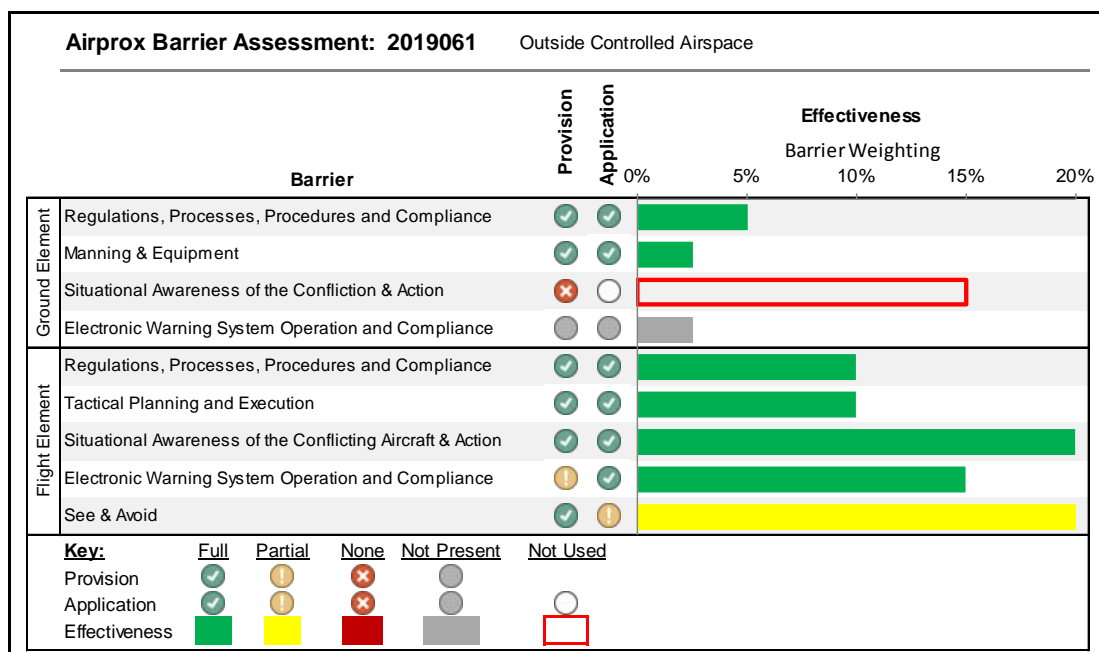 Airprox Barrier Assessment: 2019061 Outside Controlled Airspace
Barrier
Provision
Application
Effectiveness
Barrier Weighting
0% 5% 10% 15% 20%
Ground Element
Regulations, Processes, Procedures and Compliance
Manning & Equipment
Situational Awareness of the Confliction & Action
Electronic Warning System Operation and Compliance
Flight Element
Regulations, Processes, Procedures and Compliance
Tactical Planning and Execution
Situational Awareness of the Conflicting Aircraft & Action
Electronic Warning System Operation and Compliance
See & Avoid
Key: Full Partial None Not Present Not Used
Provision
Application
Effectiveness